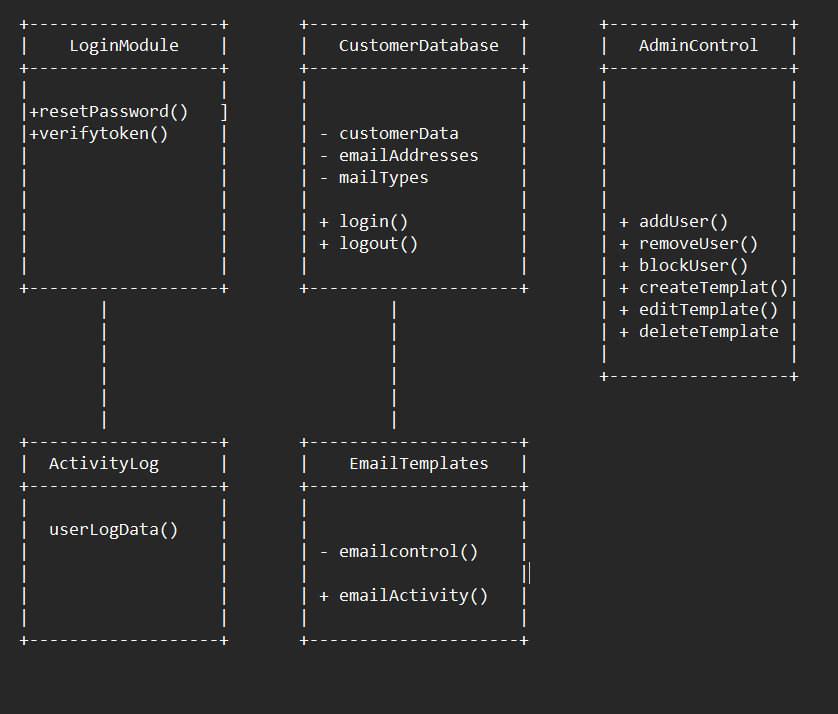 +-------------------+       +---------------------+       +------------------+
|    LoginModule    |       |   CustomerDatabase  |       |   AdminControl   |
+-------------------+       +---------------------+       +------------------+
|                   |       |                     |       |                  |
|+resetPassword()   ]       |                     |       |                  |
|+verifytoken()     |       | - customerData      |       |                  |
|                   |       | - emailAddresses    |       |                  |
|                   |       | - mailTypes         |       |                  |
|                   |       |                     |       |                  |
|                   |       | + login()           |       | + addUser()      |
|                   |       | + logout()          |       | + removeUser()   |
|                   |       |                     |       | + blockUser()    |
+-------------------+       +---------------------+       | + createTemplat()|
        |                            |                    | + editTemplate() |
        |                            |                    | + deleteTemplate |
        |                            |                    |                  |
        |                            |                    +------------------+
        |                            |
        |                            |
+-------------------+       +---------------------+
|  ActivityLog      |       |    EmailTemplates   |
+-------------------+       +---------------------+
|                   |       |                     |
|  userLogData()    |       |                     |
|                   |       | - emailcontrol()    |
|                   |       |                     |
|                   |       | + emailActivity()   |
|                   |       |                     |
+-------------------+       +---------------------+